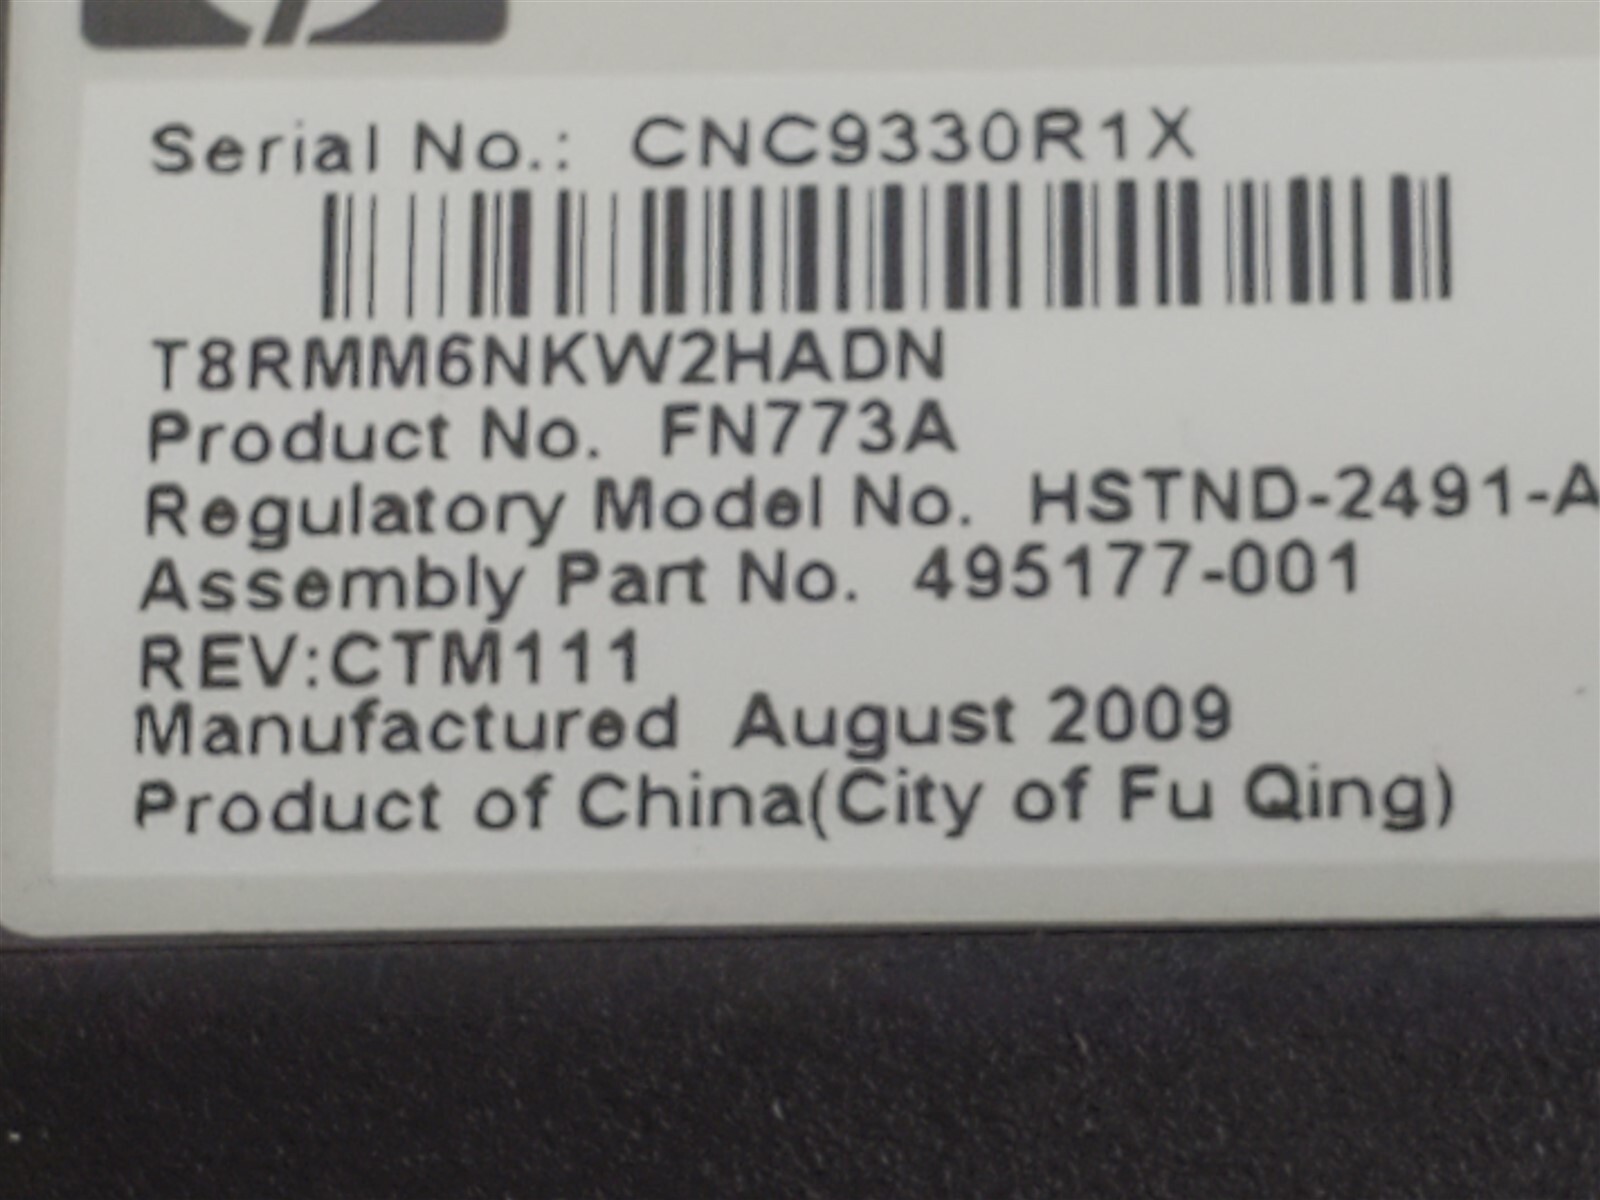 Serial No.: CNC9330R1X
T8RMM6NKW2HADN
Product No. FN773A
Regulatory Model No. HSTND-2491-A
Assembly Part No. 495177-001
REV:CTM111
Manufactured August 2009
Product of China(City of Fu Qing)